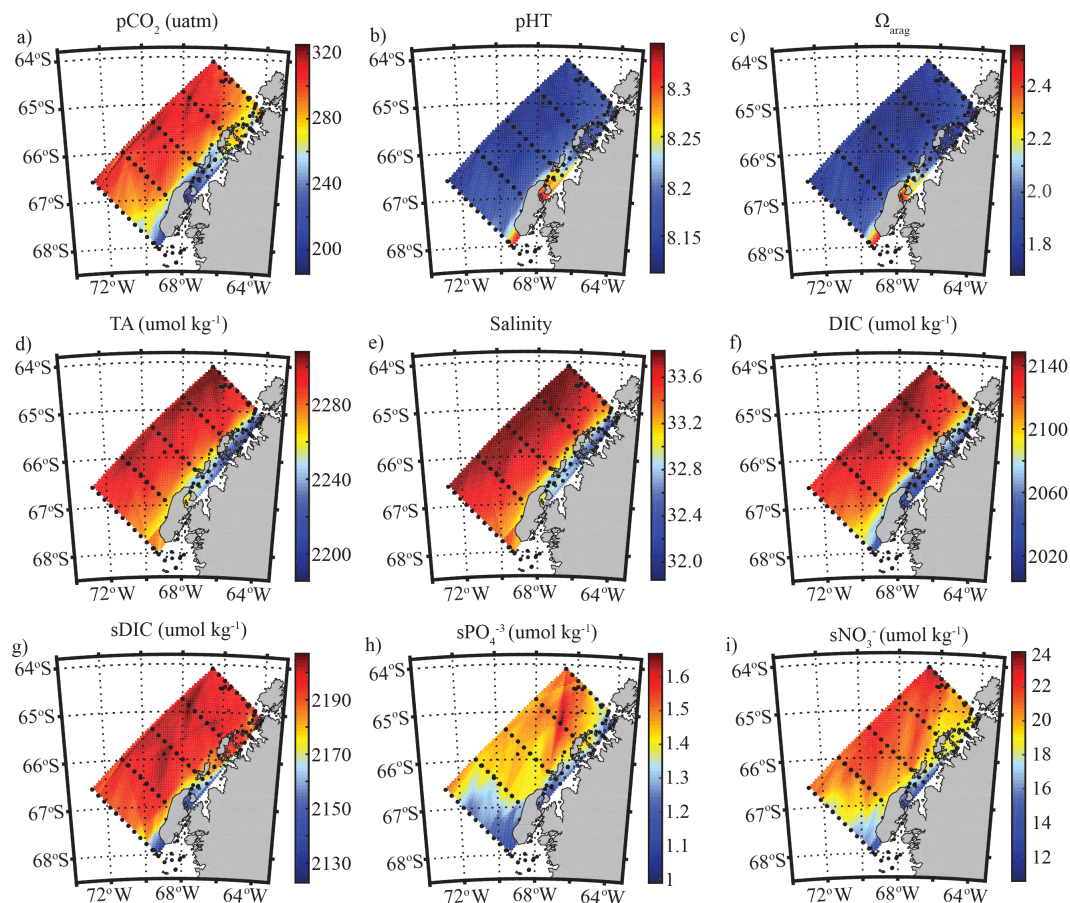 pCO₂ (uatm)
pHT
Ωarag
a)
b)
c)
64°S
65°S
66°S
67°S
68°S
72°W
68°W
64°W
320
280
240
200
64°S
65°S
66°S
67°S
68°S
72°W
68°W
64°W
8.3
8.25
8.2
8.15
64°S
65°S
66°S
67°S
68°S
72°W
68°W
64°W
2.4
2.2
2.0
1.8
TA (umol kg⁻¹)
Salinity
DIC (umol kg⁻¹)
d)
e)
f)
64°S
65°S
66°S
67°S
68°S
72°W
68°W
64°W
2280
2240
2200
64°S
65°S
66°S
67°S
68°S
72°W
68°W
64°W
33.6
33.2
32.8
32.4
32.0
64°S
65°S
66°S
67°S
68°S
72°W
68°W
64°W
2140
2100
2060
2020
sDIC (umol kg⁻¹)
sPO₄⁻³ (umol kg⁻¹)
sNO₃⁻ (umol kg⁻¹)
g)
h)
i)
64°S
65°S
66°S
67°S
68°S
72°W
68°W
64°W
2190
2170
2150
2130
64°S
65°S
66°S
67°S
68°S
72°W
68°W
64°W
1.6
1.5
1.4
1.3
1.2
1.1
1
64°S
65°S
66°S
67°S
68°S
72°W
68°W
64°W
24
22
20
18
16
14
12